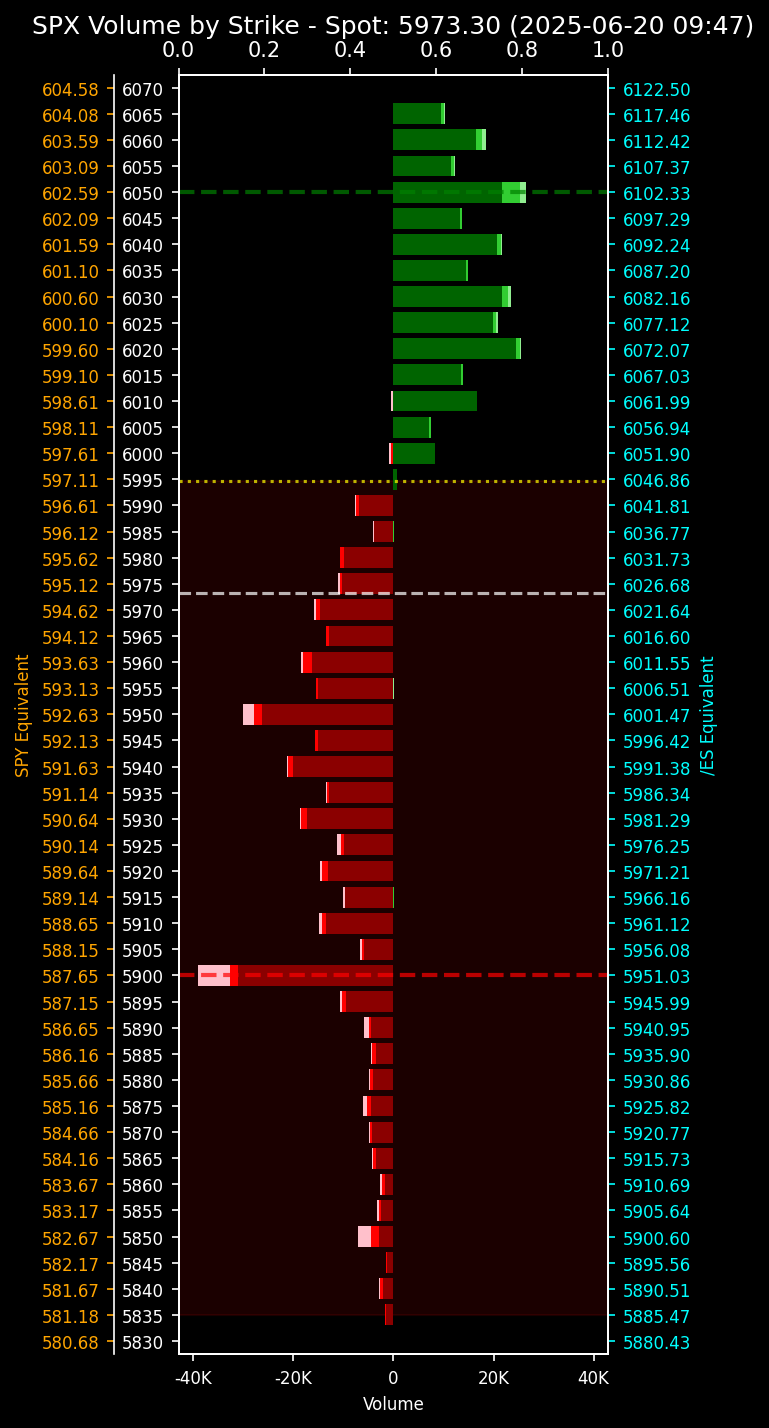 SPX Volume by Strike - Spot: 5973.30 (2025-06-20 09:47)
0.0 0.2 0.4 0.6 0.8 1.0
604.58 6070 6122.50
604.08 6065 6117.46
603.59 6060 6112.42
603.09 6055 6107.37
602.59 6050 6102.33
602.09 6045 6097.29
601.59 6040 6092.24
601.10 6035 6087.20
600.60 6030 6082.16
600.10 6025 6077.12
599.60 6020 6072.07
599.10 6015 6067.03
598.61 6010 6061.99
598.11 6005 6056.94
597.61 6000 6051.90
597.11 5995 6046.86
596.61 5990 6041.81
596.12 5985 6036.77
595.62 5980 6031.73
595.12 5975 6026.68
594.62 5970 6021.64
594.12 5965 6016.60
593.63 5960 6011.55
593.13 5955 6006.51
592.63 5950 6001.47
592.13 5945 5996.42
591.63 5940 5991.38
591.14 5935 5986.34
590.64 5930 5981.29
590.14 5925 5976.25
589.64 5920 5971.21
589.14 5915 5966.16
588.65 5910 5961.12
588.15 5905 5956.08
587.65 5900 5951.03
587.15 5895 5945.99
586.65 5890 5940.95
586.16 5885 5935.90
585.66 5880 5930.86
585.16 5875 5925.82
584.66 5870 5920.77
584.16 5865 5915.73
583.67 5860 5910.69
583.17 5855 5905.64
582.67 5850 5900.60
582.17 5845 5895.56
581.67 5840 5890.51
581.18 5835 5885.47
580.68 5830 5880.43
SPY Equivalent
/ES Equivalent
-40K -20K 0 20K 40K
Volume